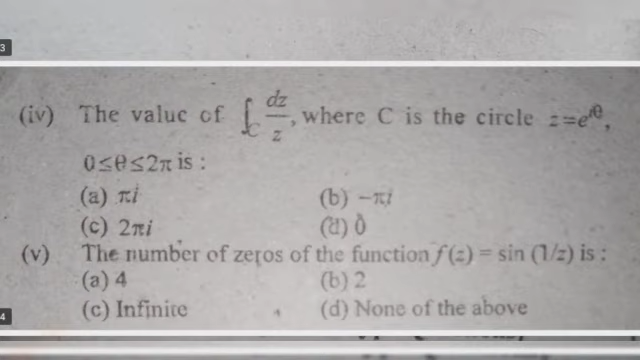 3
(iv) The value of ∫_C dz/z, where C is the circle z=e^{iθ},
0≤θ≤2π is :
(a) πi (b) −πi
(c) 2πi (d) 0
(v) The number of zeros of the function f(z) = sin (1/z) is :
(a) 4 (b) 2
(c) Infinite (d) None of the above
4